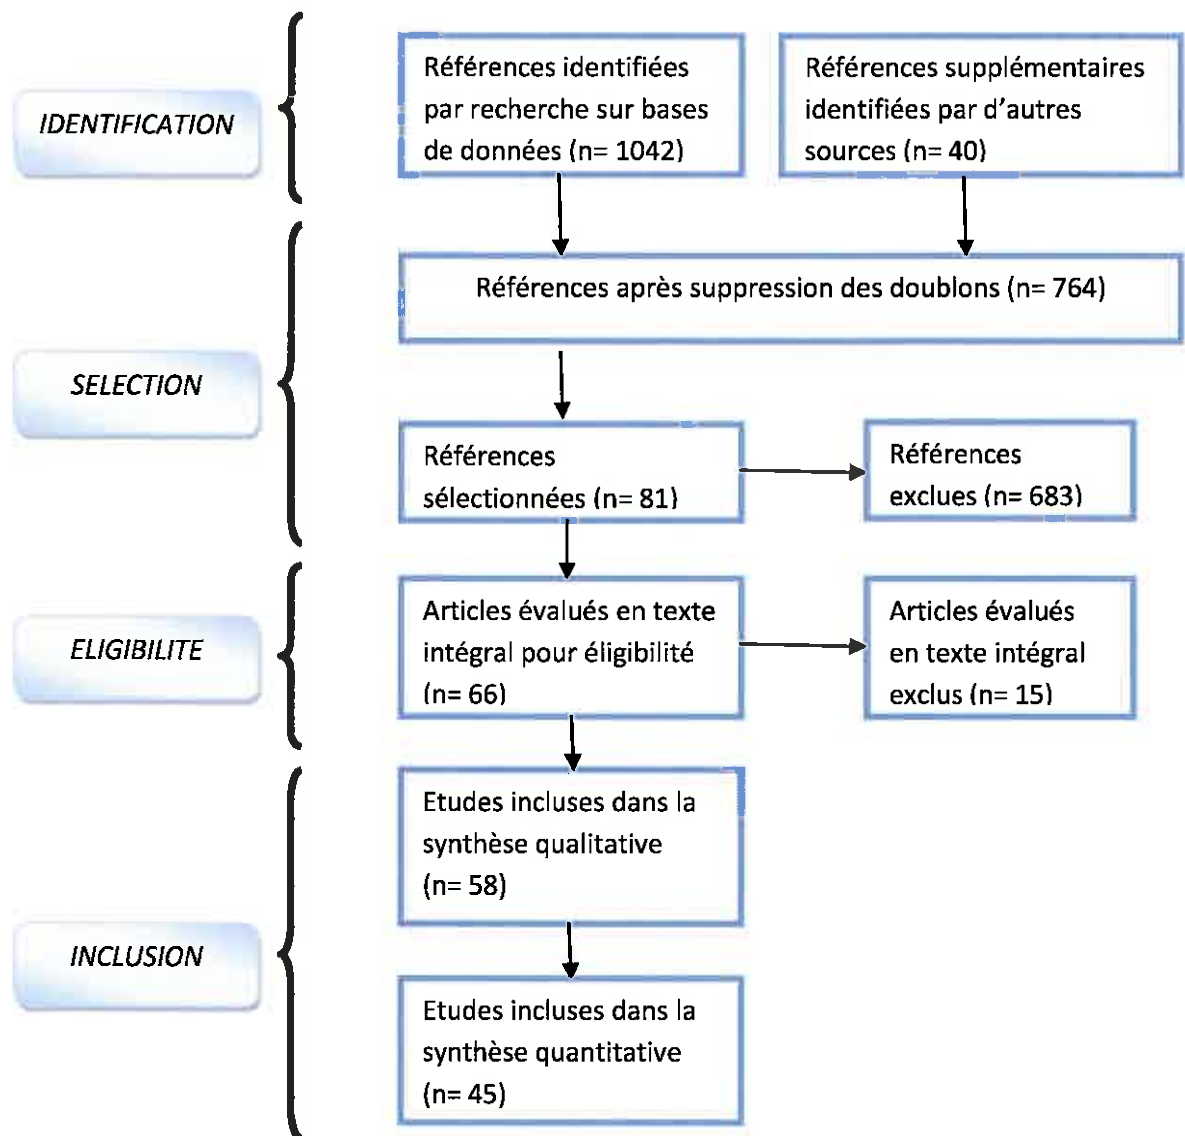 IDENTIFICATION
Références identifiées
par recherche sur bases
de données (n= 1042)
Références supplémentaires
identifiées par d'autres
sources (n= 40)
SELECTION
Références après suppression des doublons (n= 764)
Références
sélectionnées (n= 81)
Références
exclues (n= 683)
ELIGIBILITE
Articles évalués en texte
intégral pour éligibilité
(n= 66)
Articles évalués
en texte intégral
exclus (n= 15)
INCLUSION
Etudes incluses dans la
synthèse qualitative
(n= 58)
Etudes incluses dans la
synthèse quantitative
(n= 45)